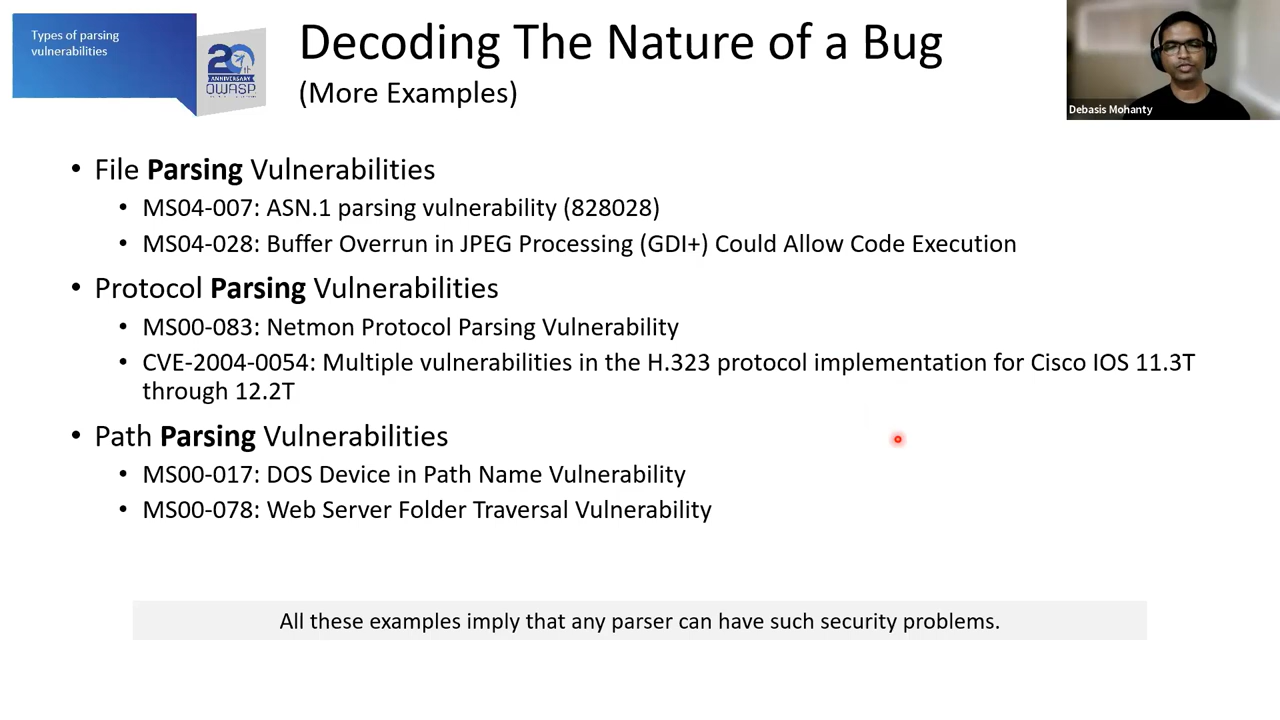 Types of parsing
vulnerabilities
20
th
ANNIVERSARY
OWASP
Decoding The Nature of a Bug
(More Examples)
Debasis Mohanty
• File Parsing Vulnerabilities
• MS04-007: ASN.1 parsing vulnerability (828028)
• MS04-028: Buffer Overrun in JPEG Processing (GDI+) Could Allow Code Execution
• Protocol Parsing Vulnerabilities
• MS00-083: Netmon Protocol Parsing Vulnerability
• CVE-2004-0054: Multiple vulnerabilities in the H.323 protocol implementation for Cisco IOS 11.3T
through 12.2T
• Path Parsing Vulnerabilities
• MS00-017: DOS Device in Path Name Vulnerability
• MS00-078: Web Server Folder Traversal Vulnerability
All these examples imply that any parser can have such security problems.